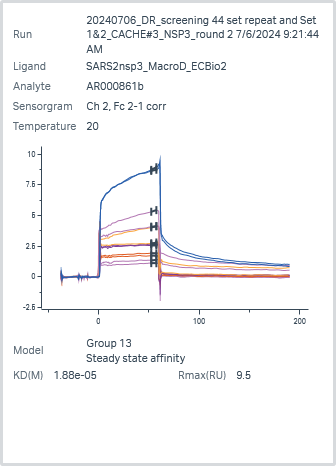 Run 20240706_DR_screening 44 set repeat and Set
1&2_CACHE#3_NSP3_round 2 7/6/2024 9:21:44
AM
Ligand SARS2nsp3_MacroD_ECBio2
Analyte AR000861b
Sensorgram Ch 2, Fc 2-1 corr
Temperature 20
10
7.5
5
2.5
0
-2.5
0 100 200
Model Group 13
Steady state affinity
KD(M) 1.88e-05 Rmax(RU) 9.5